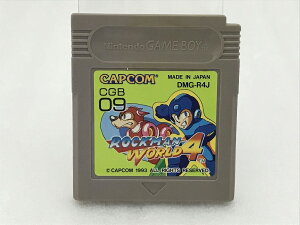 Nintendo GAME BOY
CAPCOM
MADE IN JAPAN
DMG-R4J
CGB
09
ROCKMAN
WORLD 4
© CAPCOM 1993 ALL RIGHTS RESERVED